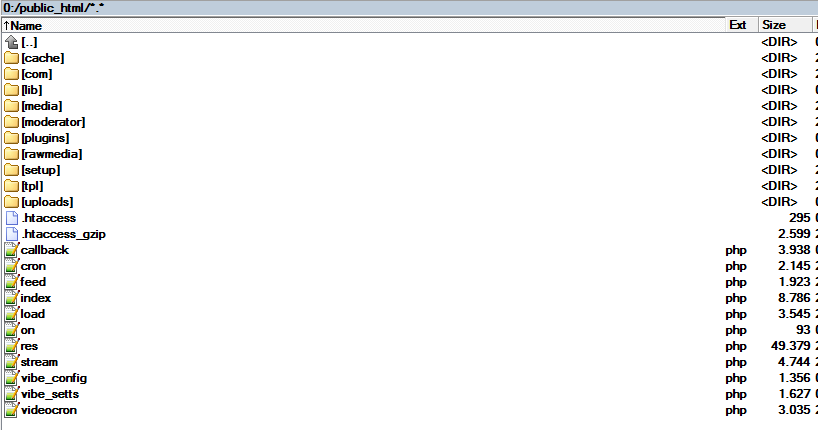 0:/public_html/*.*
↑Name Ext Size
[..] <DIR>
[cache] <DIR>
[com] <DIR>
[lib] <DIR>
[media] <DIR>
[moderator] <DIR>
[plugins] <DIR>
[rawmedia] <DIR>
[setup] <DIR>
[tpl] <DIR>
[uploads] <DIR>
.htaccess 295
.htaccess_gzip 2.599
callback php 3.938
cron php 2.145
feed php 1.923
index php 8.786
load php 3.545
on php 93
res php 49.379
stream php 4.744
vibe_config php 1.356
vibe_setts php 1.627
videocron php 3.035